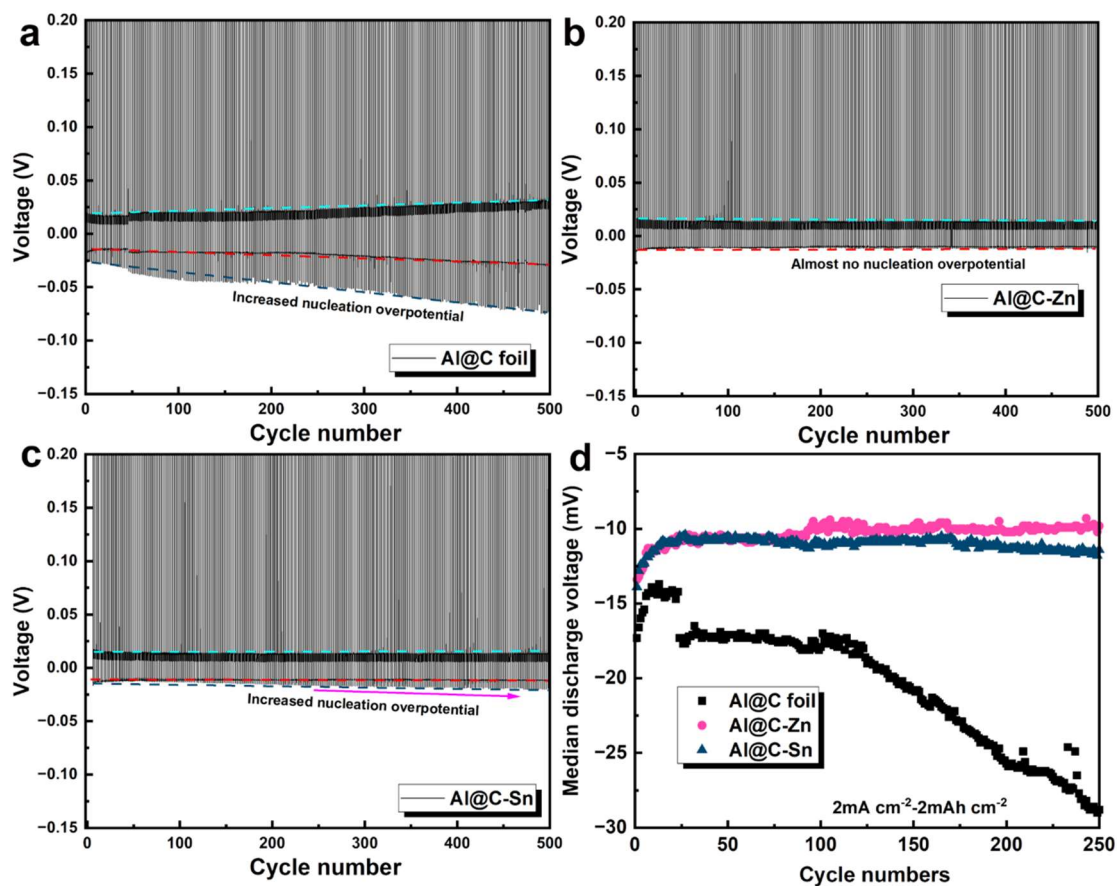 a
0.20
0.15
0.10
0.05
0.00
−0.05
−0.10
−0.15
Voltage (V)
Increased nucleation overpotential
Al@C foil
0 100 200 300 400 500
Cycle number
b
0.20
0.15
0.10
0.05
0.00
−0.05
−0.10
−0.15
Voltage (V)
Almost no nucleation overpotential
Al@C-Zn
0 100 200 300 400 500
Cycle number
c
0.20
0.15
0.10
0.05
0.00
−0.05
−0.10
−0.15
Voltage (V)
Increased nucleation overpotential
Al@C-Sn
0 100 200 300 400 500
Cycle number
d
−5
−10
−15
−20
−25
−30
Median discharge voltage (mV)
Al@C foil
Al@C-Zn
Al@C-Sn
2mA cm⁻²-2mAh cm⁻²
0 50 100 150 200 250
Cycle numbers